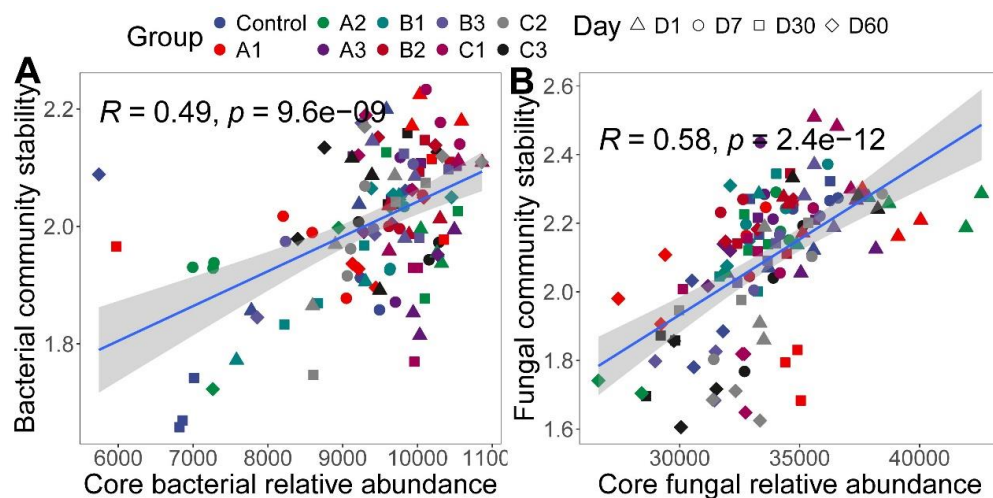 Group Control A2 B1 B3 C2 Day D1 D7 D30 D60
A1 A3 B2 C1 C3
A
R = 0.49, p = 9.6e−09
Bacterial community stability
2.2
2.0
1.8
6000 7000 8000 9000 10000 1100
Core bacterial relative abundance
B
R = 0.58, p = 2.4e−12
Fungal community stability
2.6
2.4
2.2
2.0
1.8
1.6
30000 35000 40000
Core fungal relative abundance